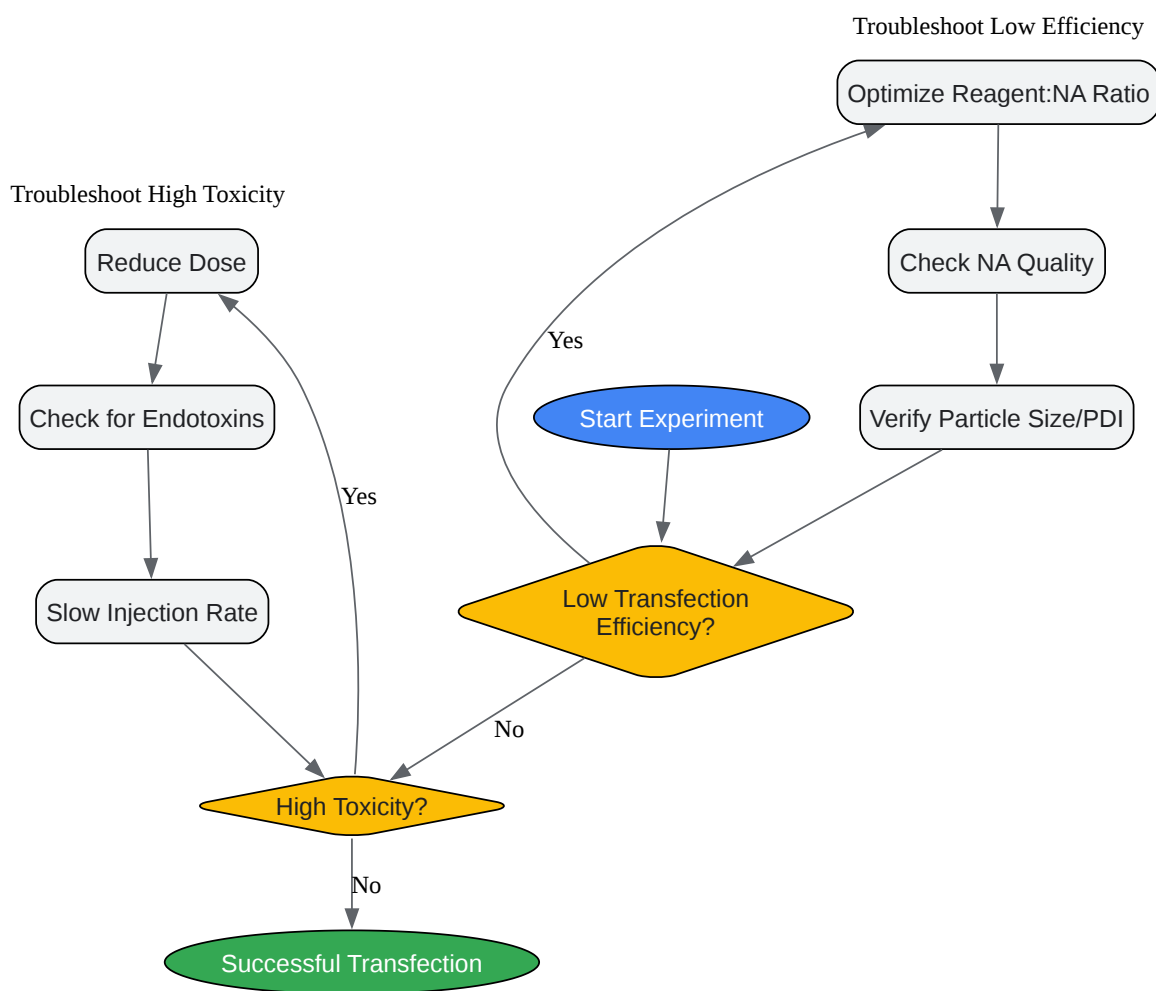 Troubleshoot Low Efficiency
Optimize Reagent:NA Ratio
Troubleshoot High Toxicity
Reduce Dose
Check NA Quality
Yes
Check for Endotoxins
Start Experiment
Verify Particle Size/PDI
Yes
Slow Injection Rate
Low Transfection
Efficiency?
No
High Toxicity?
No
Successful Transfection